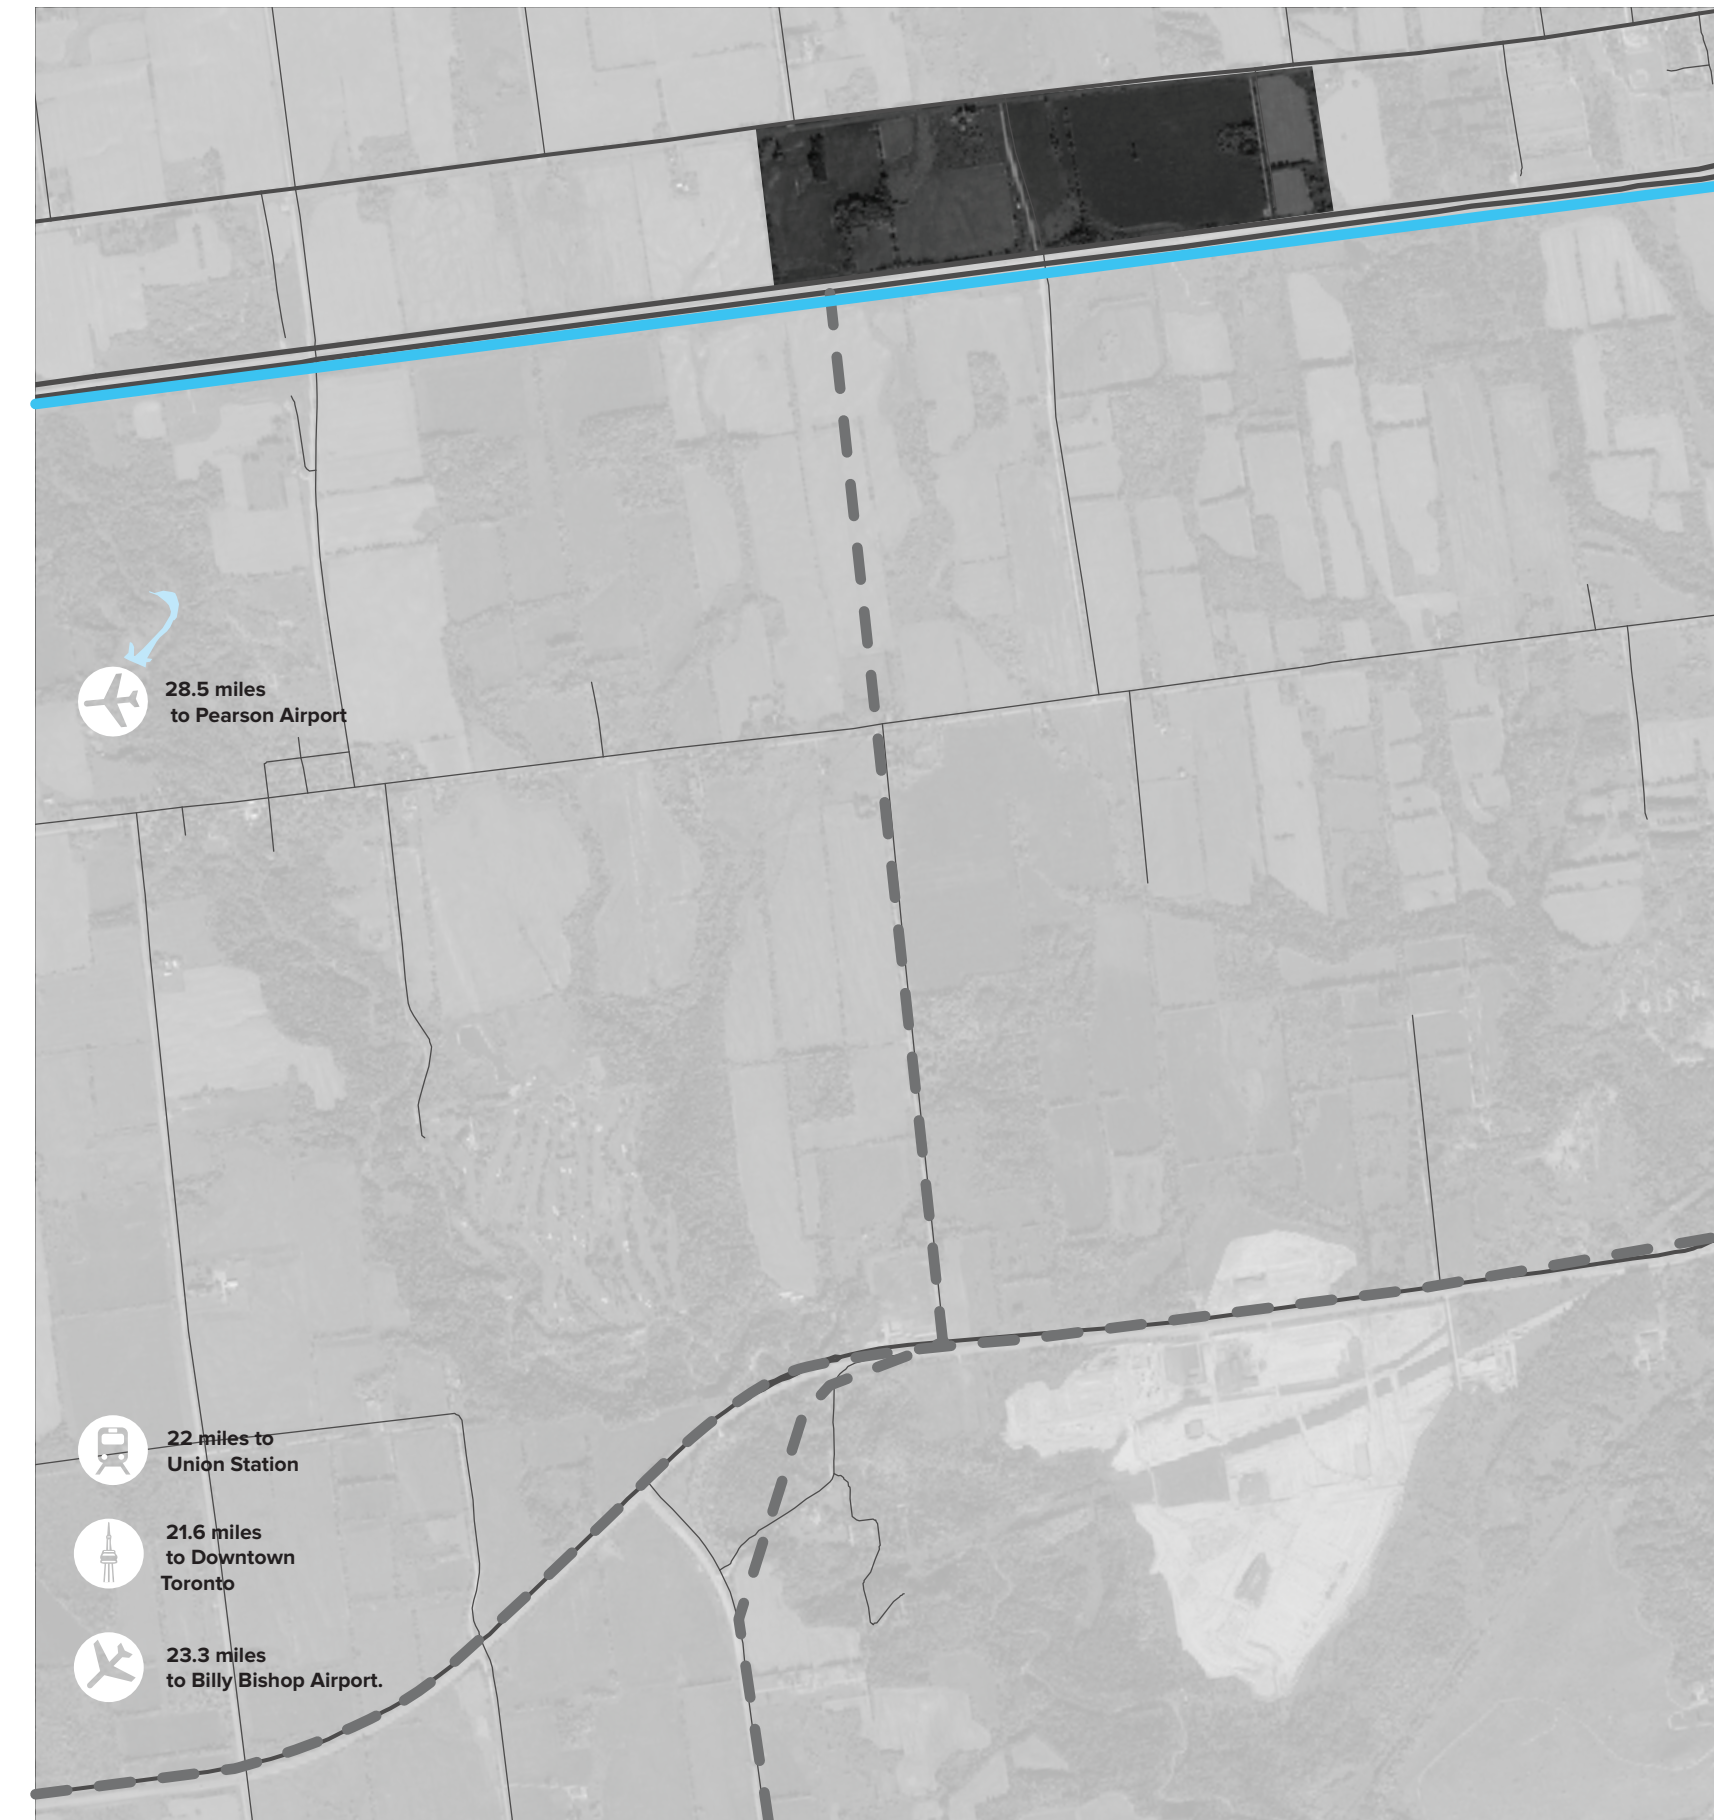 28.5 miles
to Pearson Airport
22 miles to
Union Station
21.6 miles
to Downtown
Toronto
23.3 miles
to Billy Bishop Airport.